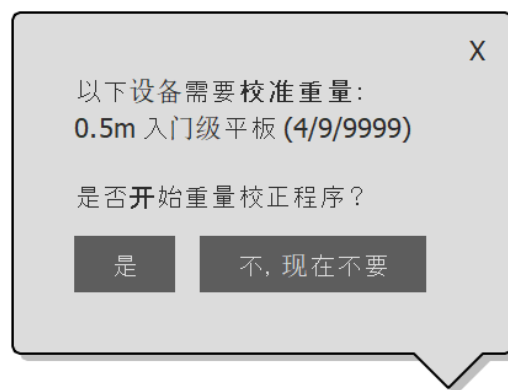 X
以下设备需要校准重量:
0.5m 入门级平板 (4/9/9999)
是否开始重量校正程序?
是
不, 现在不要